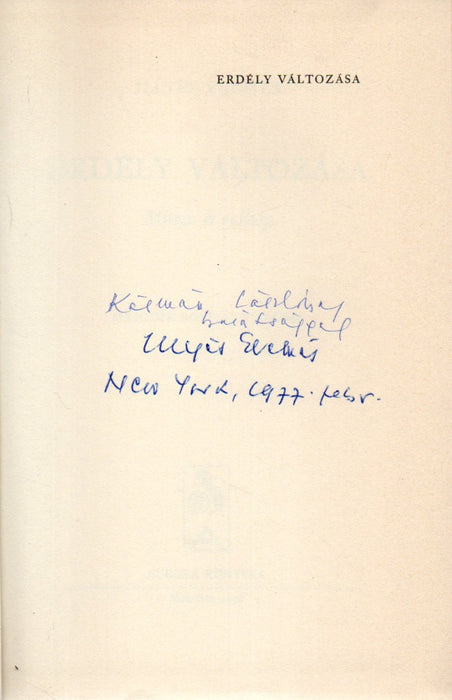 ERDÉLY VÁLTOZÁSA
Kálmán Lászlónak
barátsággal
Illyés Elemér
New York, 1977. febr.